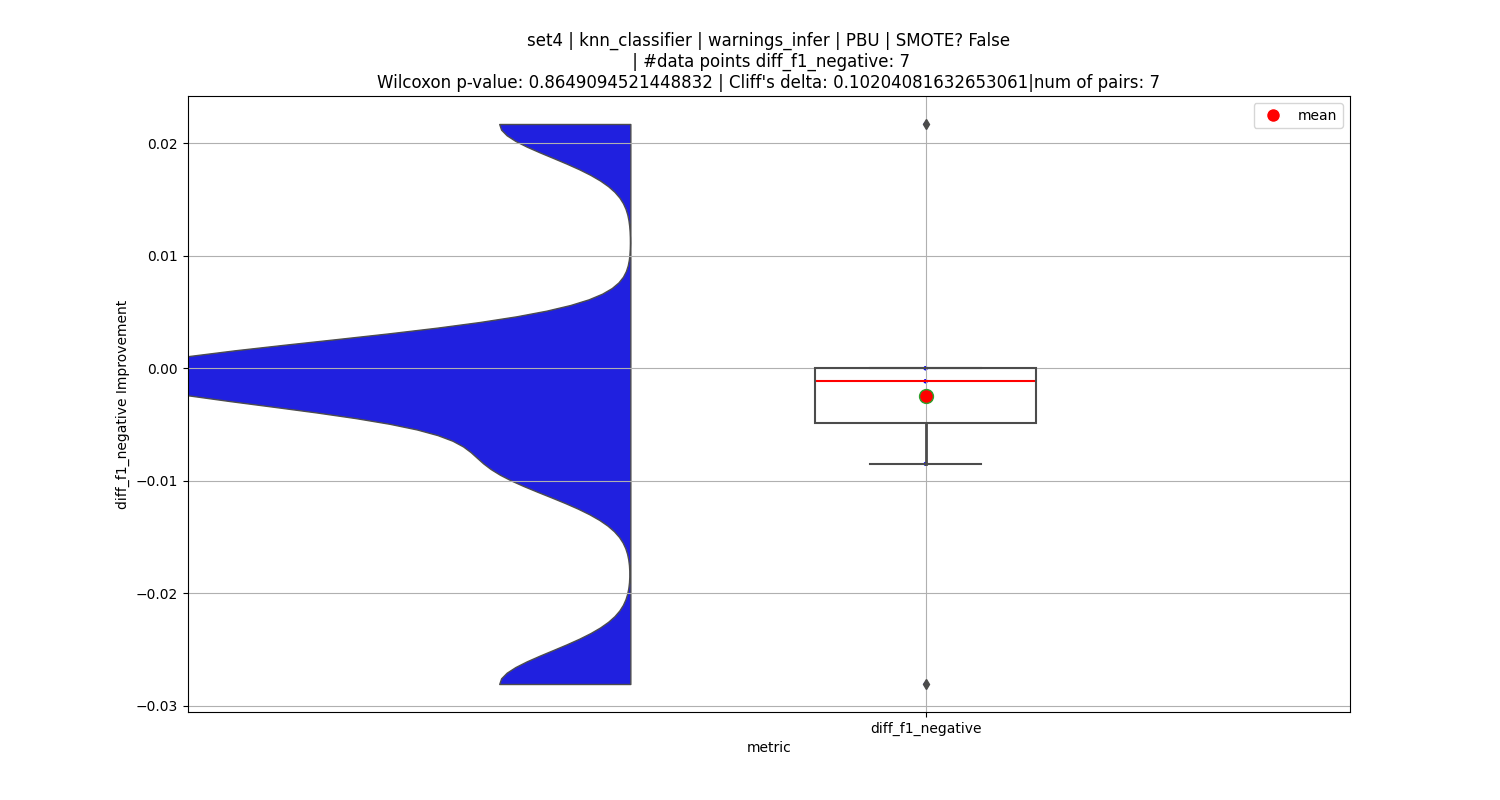 set4 | knn_classifier | warnings_infer | PBU | SMOTE? False
| #data points diff_f1_negative: 7
Wilcoxon p-value: 0.8649094521448832 | Cliff's delta: 0.10204081632653061|num of pairs: 7
mean
0.02
0.01
0.00
−0.01
−0.02
−0.03
diff_f1_negative Improvement
diff_f1_negative
metric